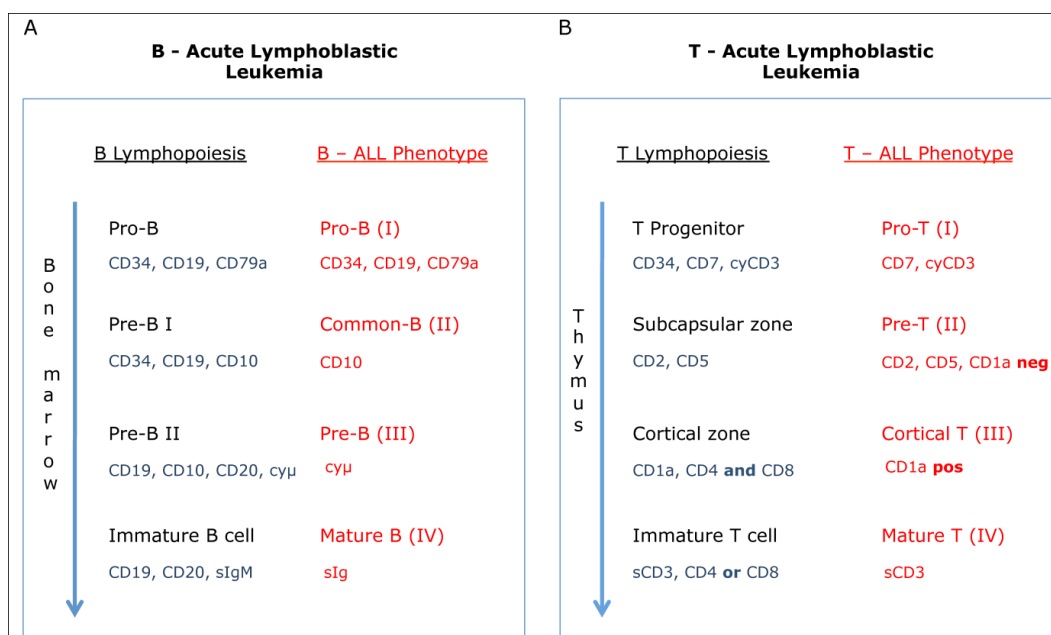 A
B - Acute Lymphoblastic
Leukemia
B Lymphopoiesis
B – ALL Phenotype
Bone marrow
Pro-B
Pro-B (I)
CD34, CD19, CD79a
CD34, CD19, CD79a
Pre-B I
Common-B (II)
CD34, CD19, CD10
CD10
Pre-B II
Pre-B (III)
CD19, CD10, CD20, cyµ
cyµ
Immature B cell
Mature B (IV)
CD19, CD20, sIgM
sIg
B
T - Acute Lymphoblastic
Leukemia
T Lymphopoiesis
T – ALL Phenotype
Thymus
T Progenitor
Pro-T (I)
CD34, CD7, cyCD3
CD7, cyCD3
Subcapsular zone
Pre-T (II)
CD2, CD5
CD2, CD5, CD1a neg
Cortical zone
Cortical T (III)
CD1a, CD4 and CD8
CD1a pos
Immature T cell
Mature T (IV)
sCD3, CD4 or CD8
sCD3